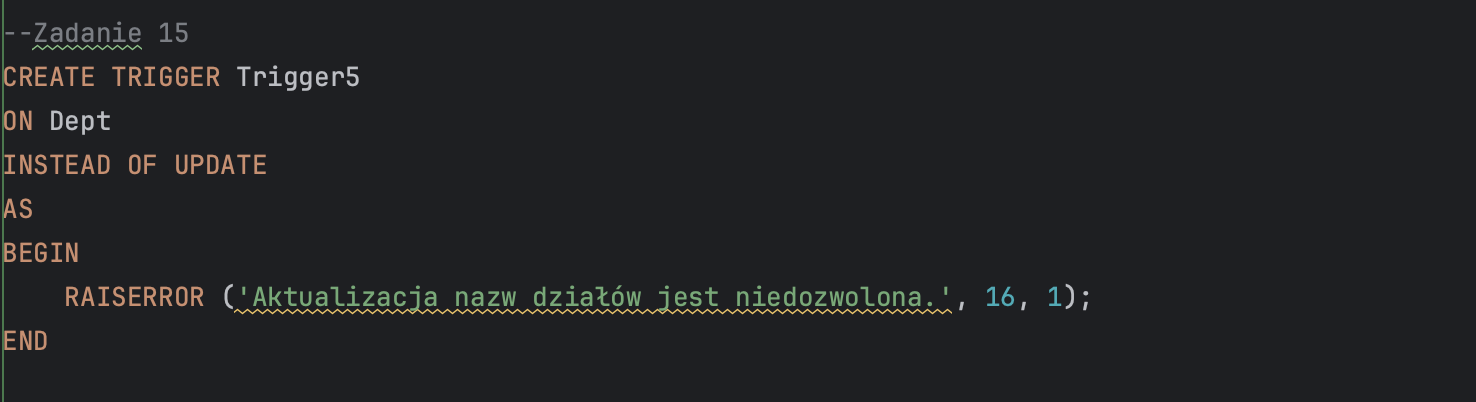 --Zadanie 15
CREATE TRIGGER Trigger5
ON Dept
INSTEAD OF UPDATE
AS
BEGIN
    RAISERROR ('Aktualizacja nazw działów jest niedozwolona.', 16, 1);
END